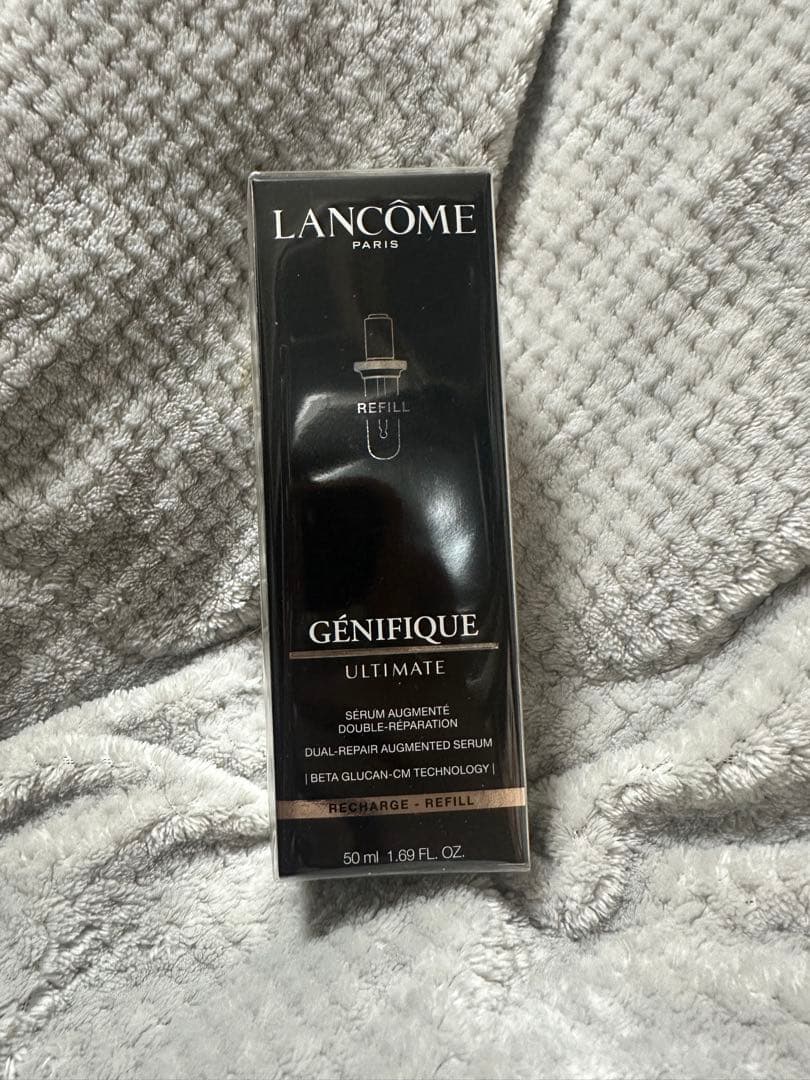 LANCÔME
PARIS
REFILL
GÉNIFIQUE
ULTIMATE
SÉRUM AUGMENTÉ
DOUBLE-RÉPARATION
DUAL-REPAIR AUGMENTED SERUM
| BETA GLUCAN-CM TECHNOLOGY |
RECHARGE - REFILL
50 ml 1.69 FL. OZ.